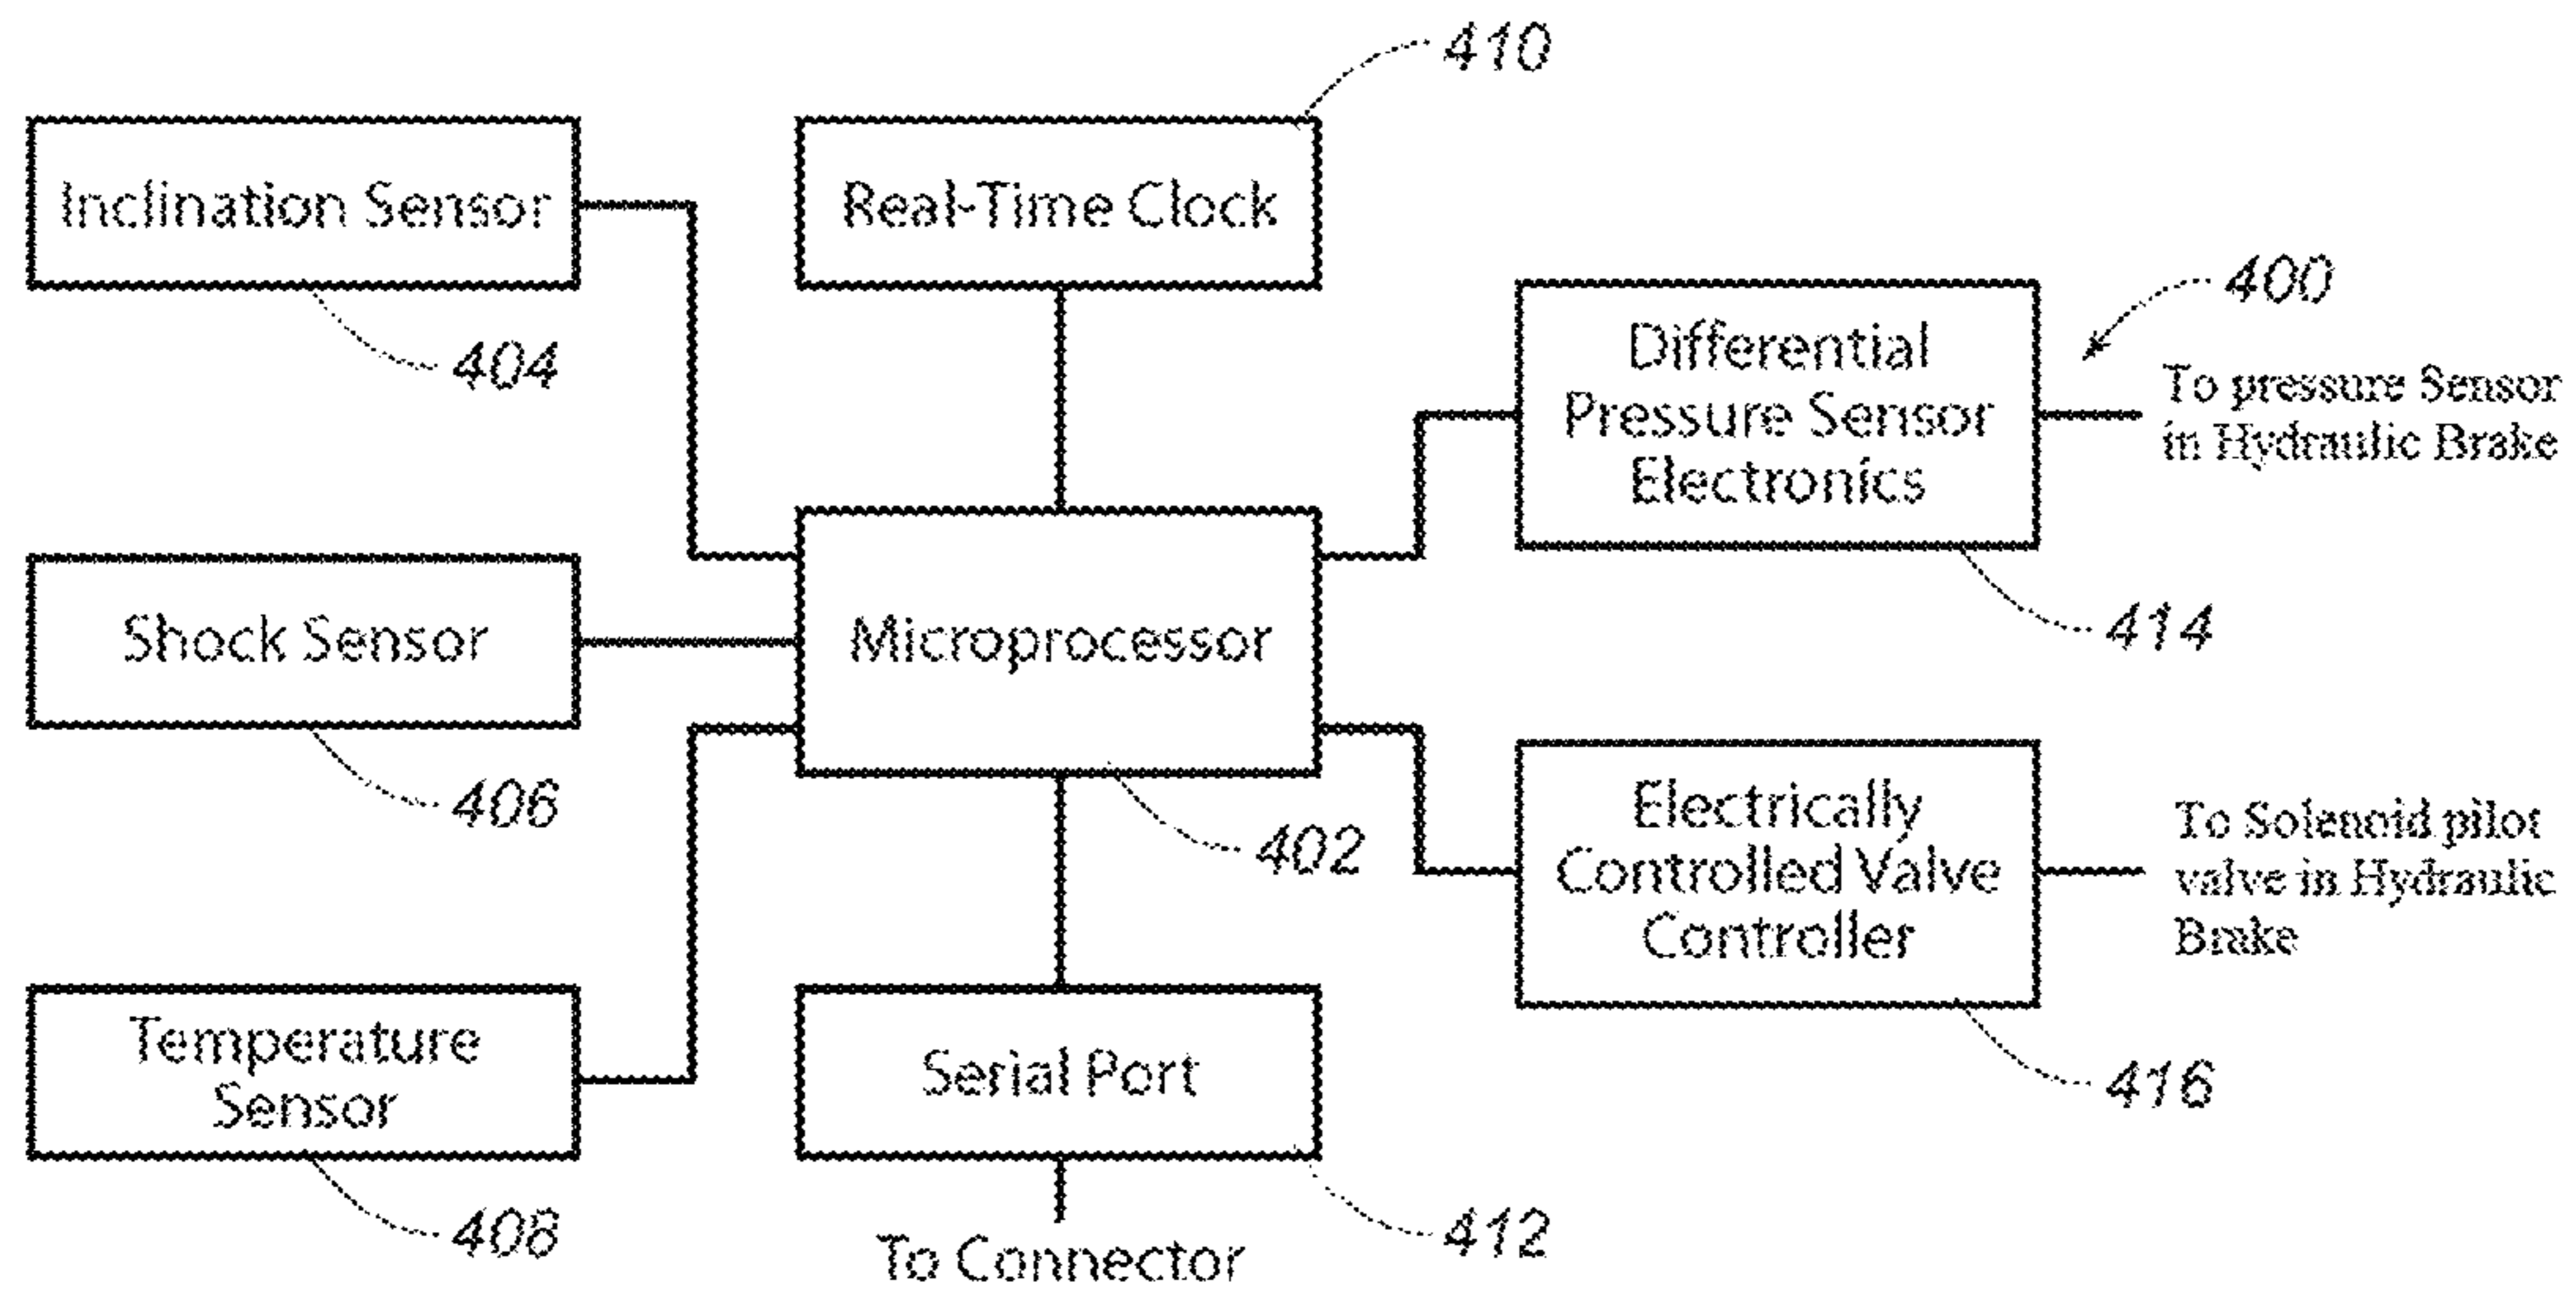 410
Inclination Sensor
404
Real-Time Clock
400
Differential
Pressure Sensor
Electronics
To pressure Sensor
in Hydraulic Brake
414
Shock Sensor
406
Microprocessor
402
Electrically
Controlled Valve
Controller
To Solenoid pilot
valve in Hydraulic
Brake
416
Temperature
Sensor
408
Serial Port
412
To Connector